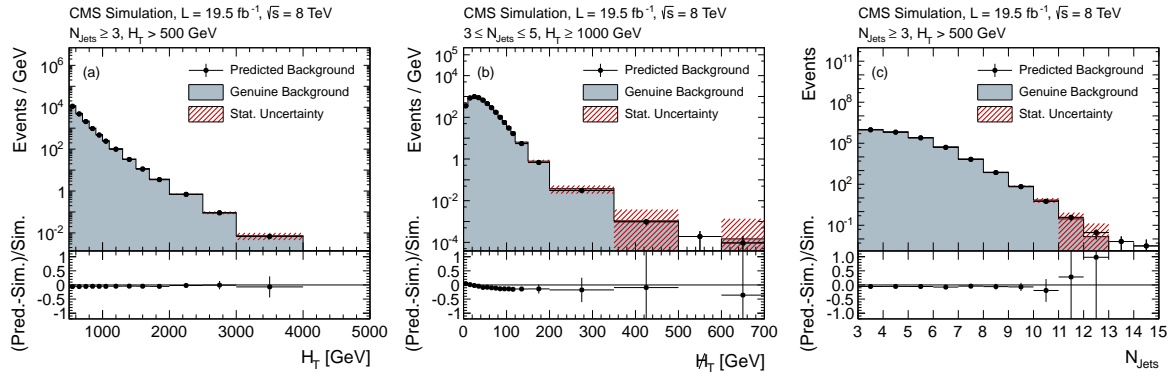 CMS Simulation, L = 19.5 fb⁻¹, √s = 8 TeV
N_Jets ≥ 3, H_T > 500 GeV
(a)
Predicted Background
Genuine Background
Stat. Uncertainty
Events / GeV
10⁶
10⁴
10²
1
10⁻²
(Pred.-Sim.)/Sim.
1.0
0.5
0.0
-0.5
-1
1000 2000 3000 4000 5000
H_T [GeV]
CMS Simulation, L = 19.5 fb⁻¹, √s = 8 TeV
3 ≤ N_Jets ≤ 5, H_T ≥ 1000 GeV
(b)
Predicted Background
Genuine Background
Stat. Uncertainty
Events / GeV
10⁵
10⁴
10²
1
10⁻²
10⁻⁴
(Pred.-Sim.)/Sim.
1
0.5
0.0
-0.5
-1
0 100 200 300 400 500 600 700
H̸_T [GeV]
CMS Simulation, L = 19.5 fb⁻¹, √s = 8 TeV
N_Jets ≥ 3, H_T > 500 GeV
(c)
Predicted Background
Genuine Background
Stat. Uncertainty
Events
10¹¹
10⁹
10⁷
10⁵
10³
10
10⁻¹
(Pred.-Sim.)/Sim.
1
0.5
0.0
-0.5
-1
3 4 5 6 7 8 9 10 11 12 13 14 15
N_Jets